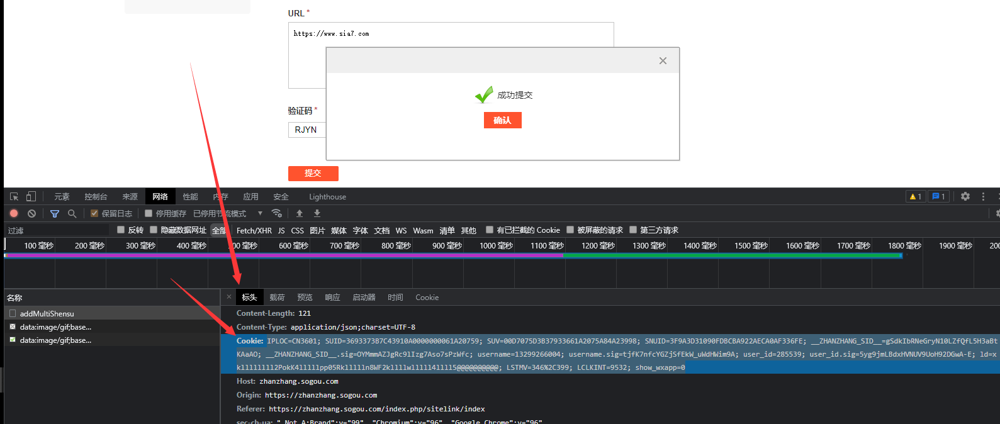 URL *
https://www.sia7.com
成功提交
确认
验证码 *
RJYN
提交
元素 控制台 来源 网络 性能 内存 应用 安全 Lighthouse 1 1
保留日志 停用缓存 已停用节流模式
过滤 反转 隐藏数据网址 全部 Fetch/XHR JS CSS 图片 媒体 字体 文档 WS Wasm 清单 其他 有已拦截的 Cookie 被屏蔽的请求 第三方请求
100 毫秒 200 毫秒 300 毫秒 400 毫秒 500 毫秒 600 毫秒 700 毫秒 800 毫秒 900 毫秒 1000 毫秒 1100 毫秒 1200 毫秒 1300 毫秒 1400 毫秒 1500 毫秒 1600 毫秒 1700 毫秒 1800 毫秒 1900 毫秒
名称 × 标头 载荷 预览 响应 启动器 时间 Cookie
addMultiShensu
data:image/gif;base...
data:image/gif;base...
Content-Length: 121
Content-Type: application/json;charset=UTF-8
Cookie: IPLOC=CN3601; SUID=3693373B7C43910A0000000061A20759; SUV=00D7075D3B37933661A2075A84A23998; SNUID=3F9A3D31090FDBCBA922AECA0AF336FE; __ZHANZHANG_SID__=gSdkIbRNeGryN10LZfQfL5H3aBt
KAaAO; __ZHANZHANG_SID__.sig=OYMmmAZJgRc9lIzg7Aso7sPzWfc; username=13299266004; username.sig=tjfK7nfcYGZjSfEkW_uWdHWim9A; user_id=285539; user_id.sig=5yg9jmLBdxHVNUV9UoH92DGwA-E; ld=x
klllllllll2PokK4lllllpp05Rklllllln8WF2kllllwlllll4lllll5@@@@@@@@@@; LSTMV=346%2C399; LCLKINT=9532; show_wxapp=0
Host: zhanzhang.sogou.com
Origin: https://zhanzhang.sogou.com
Referer: https://zhanzhang.sogou.com/index.php/sitelink/index
sec-ch-ua: " Not A;Brand";v="99", "Chromium";v="96", "Google Chrome";v="96"